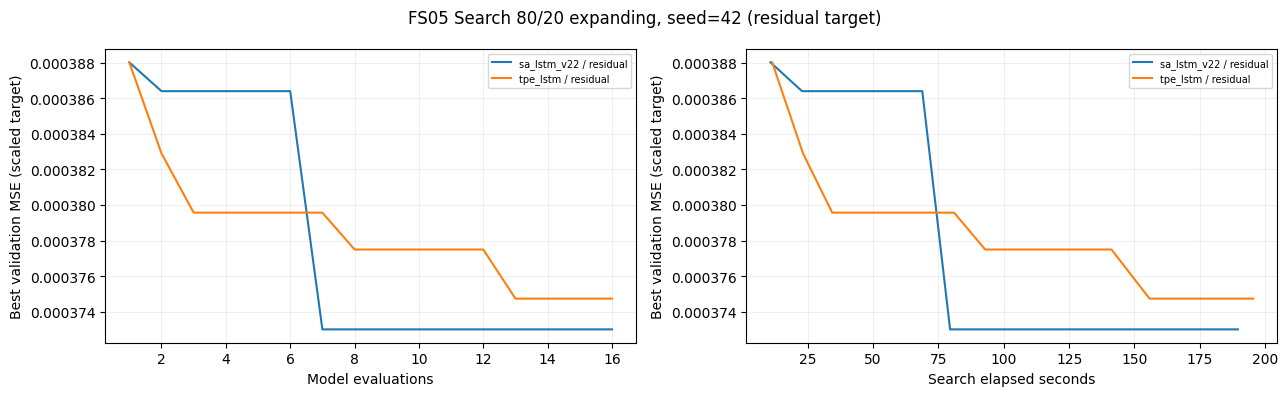 FS05 Search 80/20 expanding, seed=42 (residual target)
Best validation MSE (scaled target)
0.000388
0.000386
0.000384
0.000382
0.000380
0.000378
0.000376
0.000374
sa_lstm_v22 / residual
tpe_lstm / residual
2 4 6 8 10 12 14 16
Model evaluations
Best validation MSE (scaled target)
0.000388
0.000386
0.000384
0.000382
0.000380
0.000378
0.000376
0.000374
sa_lstm_v22 / residual
tpe_lstm / residual
25 50 75 100 125 150 175 200
Search elapsed seconds